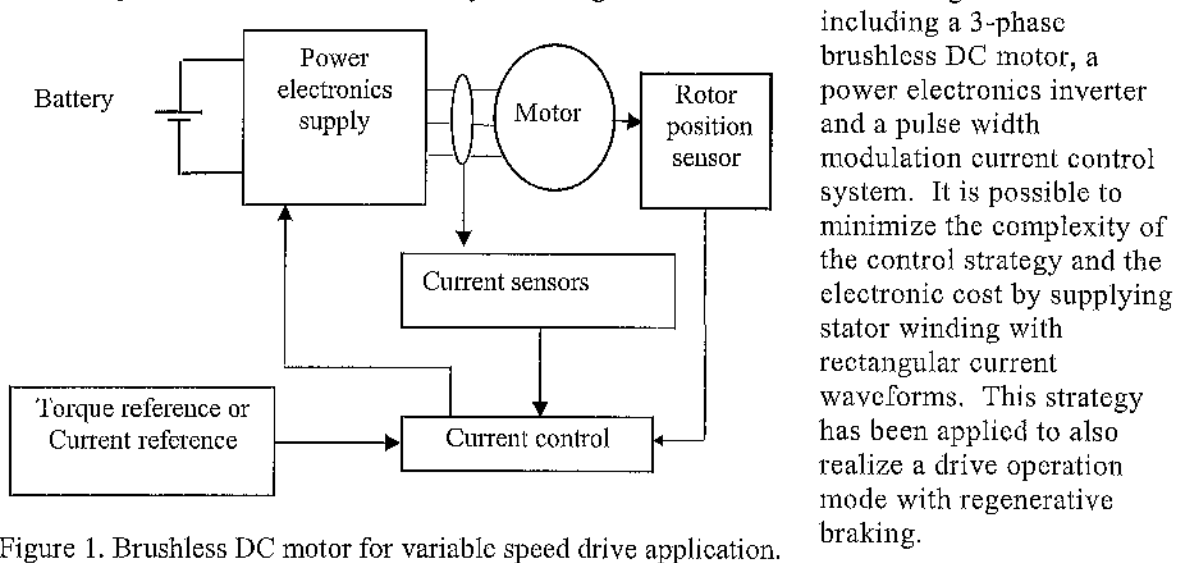 Power
electronics
supply
Battery
Motor
Rotor
position
sensor
Current sensors
Torque reference or
Current reference
Current control
Figure 1. Brushless DC motor for variable speed drive application.
including a 3-phase
brushless DC motor, a
power electronics inverter
and a pulse width
modulation current control
system. It is possible to
minimize the complexity of
the control strategy and the
electronic cost by supplying
stator winding with
rectangular current
waveforms. This strategy
has been applied to also
realize a drive operation
mode with regenerative
braking.